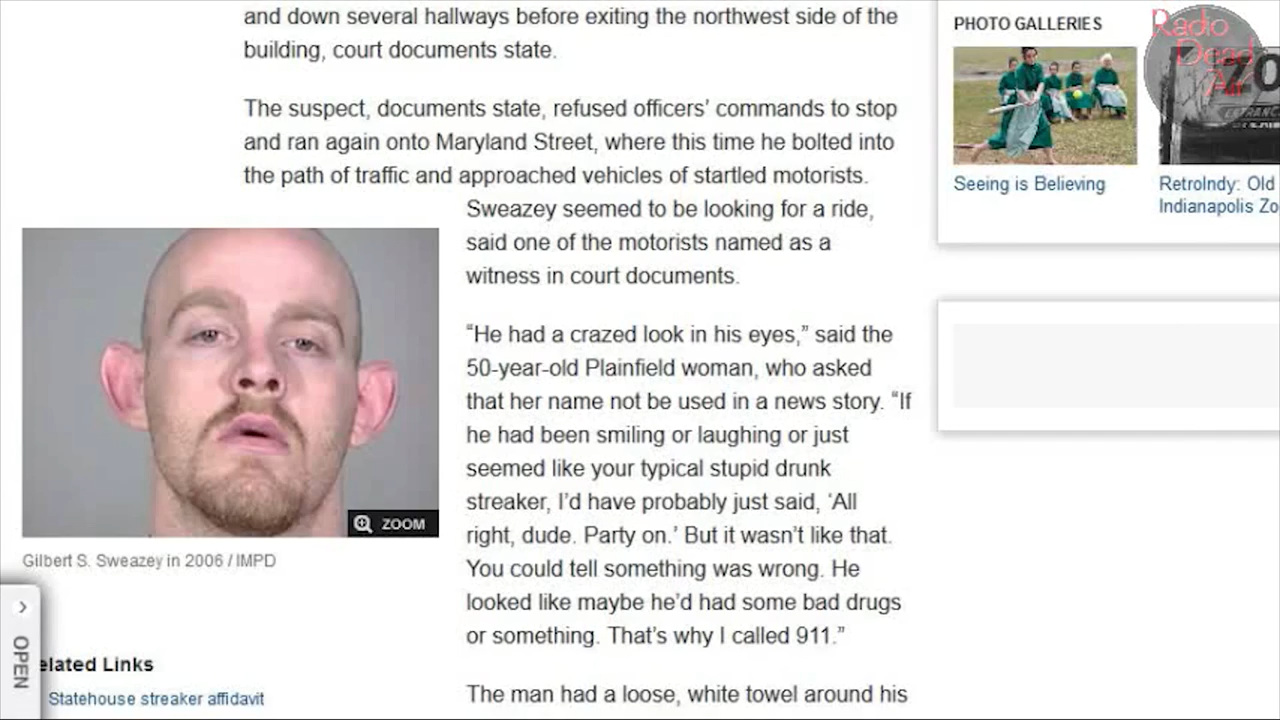 and down several hallways before exiting the northwest side of the
building, court documents state.
The suspect, documents state, refused officers’ commands to stop
and ran again onto Maryland Street, where this time he bolted into
the path of traffic and approached vehicles of startled motorists.
Sweazey seemed to be looking for a ride,
said one of the motorists named as a
witness in court documents.
“He had a crazed look in his eyes,” said the
50-year-old Plainfield woman, who asked
that her name not be used in a news story. “If
he had been smiling or laughing or just
seemed like your typical stupid drunk
streaker, I’d have probably just said, ‘All
right, dude. Party on.’ But it wasn’t like that.
You could tell something was wrong. He
looked like maybe he’d had some bad drugs
or something. That’s why I called 911.”
The man had a loose, white towel around his
ZOOM
Gilbert S. Sweazey in 2006 / IMPD
OPEN
elated Links
Statehouse streaker affidavit
PHOTO GALLERIES
Seeing is Believing
RetroIndy: Old
Indianapolis Zo
Radio
Dead
Air
ZO